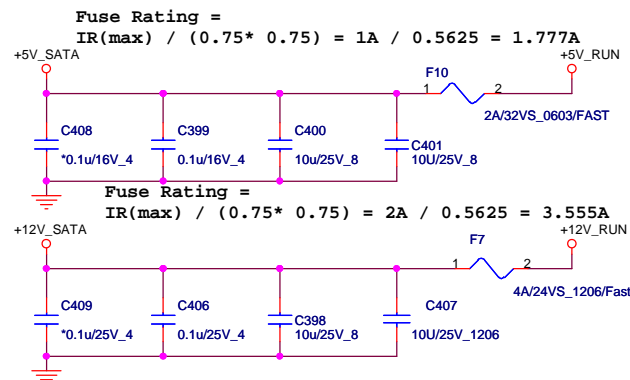 Fuse Rating =
IR(max) / (0.75* 0.75) = 1A / 0.5625 = 1.777A
+5V_SATA
+5V_RUN
F10
1
2
2A/32VS_0603/FAST
C408
C399
C400
C401
*0.1u/16V_4
0.1u/16V_4
10u/25V_8
10U/25V_8
Fuse Rating =
IR(max) / (0.75* 0.75) = 2A / 0.5625 = 3.555A
+12V_SATA
+12V_RUN
F7
1
2
4A/24VS_1206/Fast
C409
C406
C398
C407
*0.1u/25V_4
0.1u/25V_4
10u/25V_8
10U/25V_1206